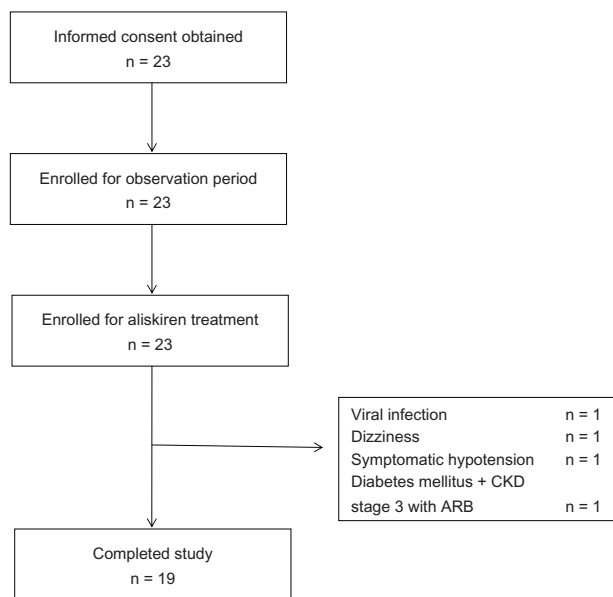 Informed consent obtained
n = 23
Enrolled for observation period
n = 23
Enrolled for aliskiren treatment
n = 23
Viral infection n = 1
Dizziness n = 1
Symptomatic hypotension n = 1
Diabetes mellitus + CKD
stage 3 with ARB n = 1
Completed study
n = 19